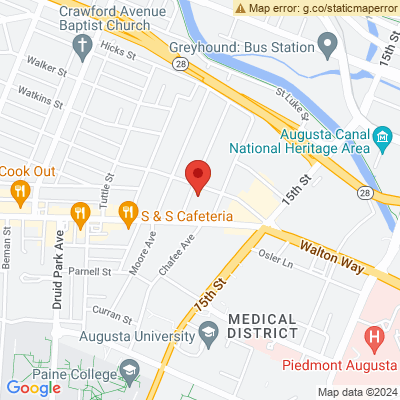 Map error: g.co/staticmaperror
Crawford Avenue
Baptist Church
Hicks St
Greyhound: Bus Station
15th St
Walker St
28
Watkins St
St Luke St
Augusta Canal
National Heritage Area
Cook Out
Tuttle St
15th St
28
S & S Cafeteria
Beman St
Druid Park Ave
Moore Ave
Chafee Ave
Walton Way
Osler Ln
Parnell St
15th St
Curran St
MEDICAL
DISTRICT
Augusta University
Piedmont Augusta
Paine College
Google
Map data ©2024